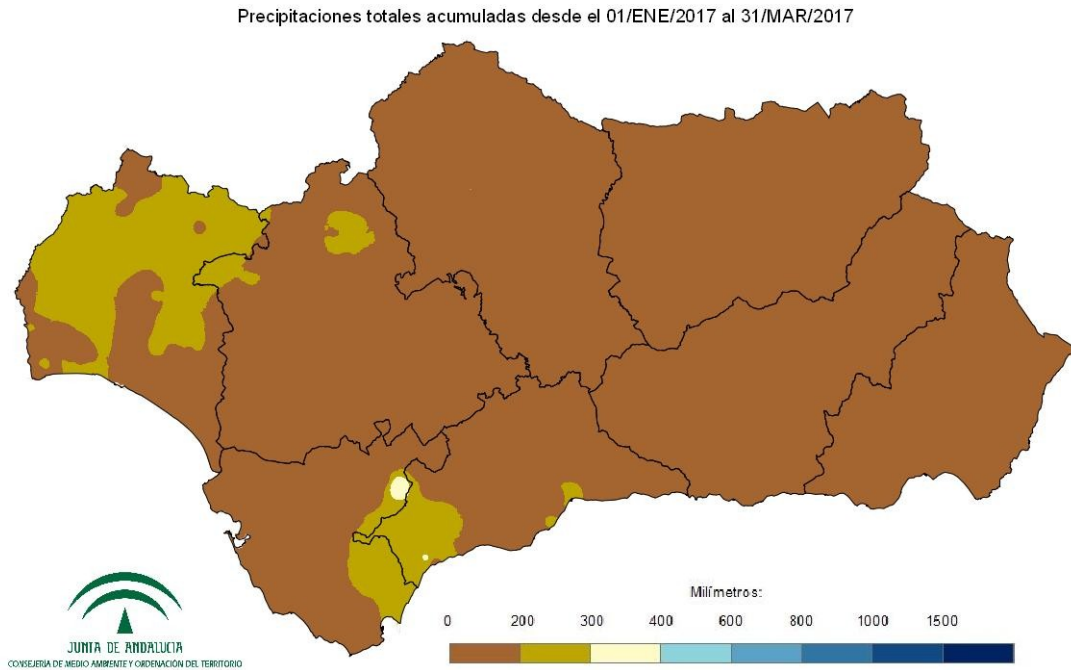 Precipitaciones totales acumuladas desde el 01/ENE/2017 al 31/MAR/2017
Milímetros:
0 200 300 400 600 800 1000 1500
JUNTA DE ANDALUCIA
CONSEJERIA DE MEDIO AMBIENTE Y ORDENACIÓN DEL TERRITORIO